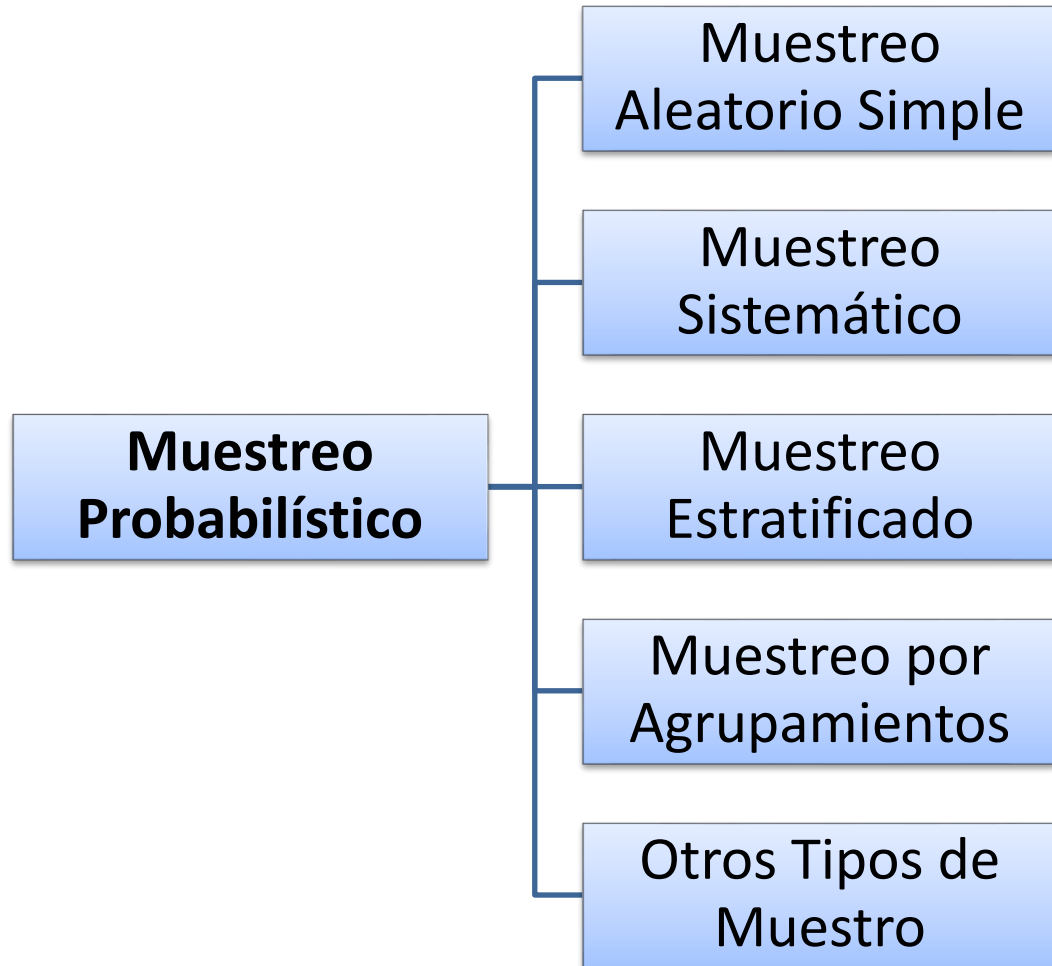 Muestreo
Aleatorio Simple
Muestreo
Sistemático
Muestreo
Probabilístico
Muestreo
Estratificado
Muestreo por
Agrupamientos
Otros Tipos de
Muestro